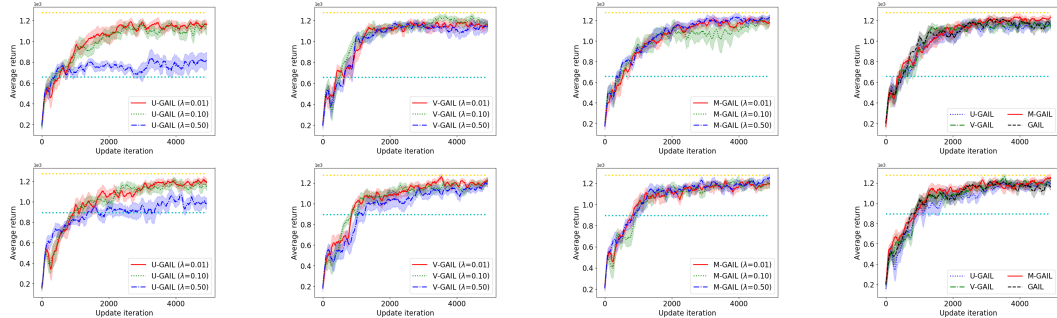 1e3
Average return
1.2
1.0
0.8
0.6
0.4
0.2
0
2000
4000
Update iteration
U-GAIL (λ=0.01)
U-GAIL (λ=0.10)
U-GAIL (λ=0.50)
1e3
Average return
1.2
1.0
0.8
0.6
0.4
0.2
0
2000
4000
Update iteration
V-GAIL (λ=0.01)
V-GAIL (λ=0.10)
V-GAIL (λ=0.50)
1e3
Average return
1.2
1.0
0.8
0.6
0.4
0.2
0
2000
4000
Update iteration
M-GAIL (λ=0.01)
M-GAIL (λ=0.10)
M-GAIL (λ=0.50)
1e3
Average return
1.2
1.0
0.8
0.6
0.4
0.2
0
2000
4000
Update iteration
U-GAIL M-GAIL
V-GAIL GAIL
1e3
Average return
1.2
1.0
0.8
0.6
0.4
0.2
0
2000
4000
Update iteration
U-GAIL (λ=0.01)
U-GAIL (λ=0.10)
U-GAIL (λ=0.50)
1e3
Average return
1.2
1.0
0.8
0.6
0.4
0.2
0
2000
4000
Update iteration
V-GAIL (λ=0.01)
V-GAIL (λ=0.10)
V-GAIL (λ=0.50)
1e3
Average return
1.2
1.0
0.8
0.6
0.4
0.2
0
2000
4000
Update iteration
M-GAIL (λ=0.01)
M-GAIL (λ=0.10)
M-GAIL (λ=0.50)
1e3
Average return
1.2
1.0
0.8
0.6
0.4
0.2
0
2000
4000
Update iteration
U-GAIL M-GAIL
V-GAIL GAIL